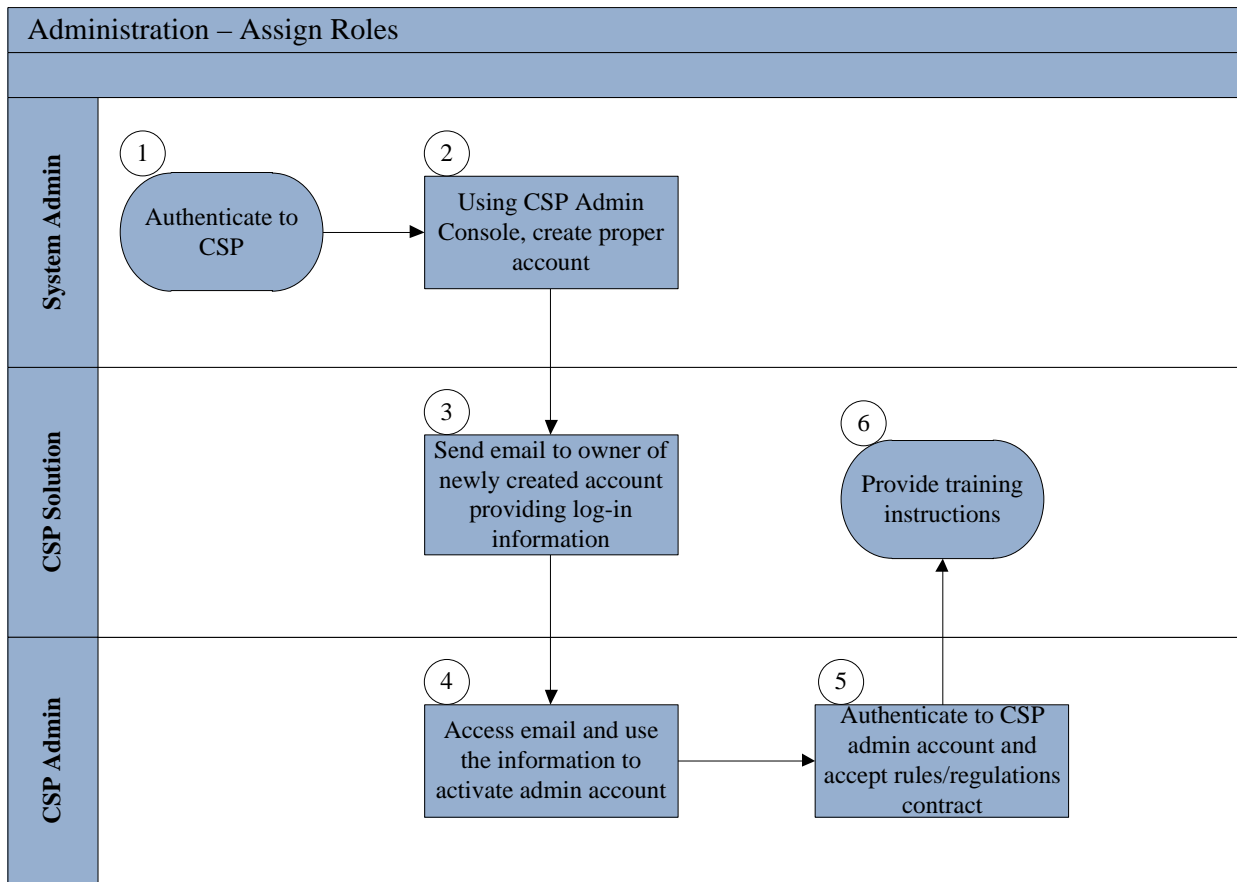 Administration – Assign Roles
System Admin
1
Authenticate to
CSP
2
Using CSP Admin
Console, create proper
account
CSP Solution
3
Send email to owner of
newly created account
providing log-in
information
6
Provide training
instructions
CSP Admin
4
Access email and use
the information to
activate admin account
5
Authenticate to CSP
admin account and
accept rules/regulations
contract